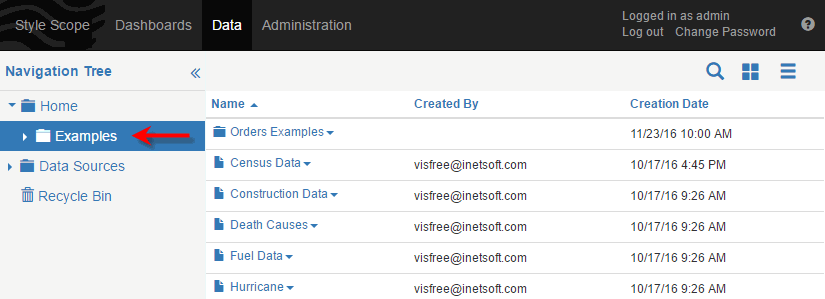 Style Scope Dashboards Data Administration
Logged in as admin
Log out Change Password
?
Navigation Tree «
Home
Examples
Data Sources
Recycle Bin
Name Created By Creation Date
Orders Examples 11/23/16 10:00 AM
Census Data visfree@inetsoft.com 10/17/16 4:45 PM
Construction Data visfree@inetsoft.com 10/17/16 9:26 AM
Death Causes visfree@inetsoft.com 10/17/16 9:26 AM
Fuel Data visfree@inetsoft.com 10/17/16 9:26 AM
Hurricane visfree@inetsoft.com 10/17/16 9:26 AM